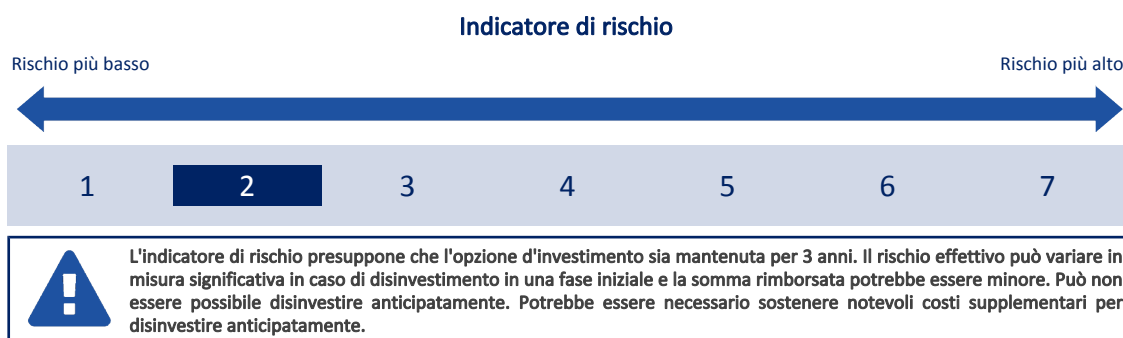 Indicatore di rischio
Rischio più basso
Rischio più alto
1 2 3 4 5 6 7
L'indicatore di rischio presuppone che l'opzione d'investimento sia mantenuta per 3 anni. Il rischio effettivo può variare in
misura significativa in caso di disinvestimento in una fase iniziale e la somma rimborsata potrebbe essere minore. Può non
essere possibile disinvestire anticipatamente. Potrebbe essere necessario sostenere notevoli costi supplementari per
disinvestire anticipatamente.